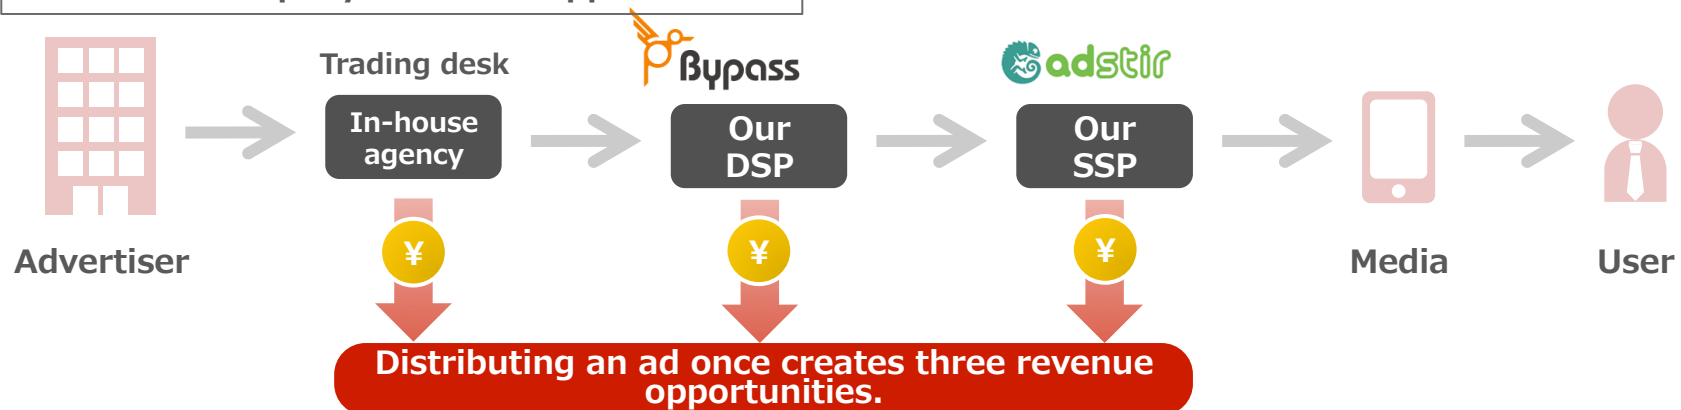 Trading desk
Bypass
adstir
In-house
agency
Our
DSP
Our
SSP
¥
¥
¥
Advertiser
Media
User
Distributing an ad once creates three revenue
opportunities.